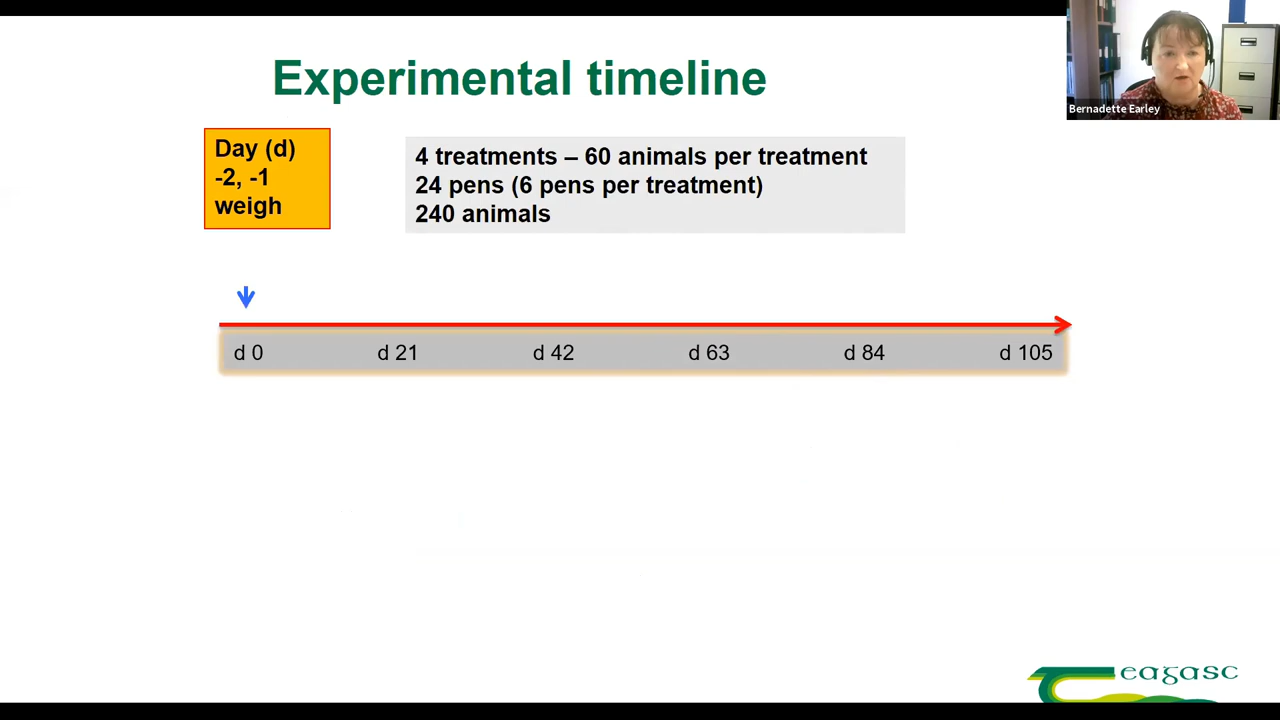 Experimental timeline
Bernadette Earley
Day (d)
-2, -1
weigh
4 treatments – 60 animals per treatment
24 pens (6 pens per treatment)
240 animals
d 0 d 21 d 42 d 63 d 84 d 105
eagasc